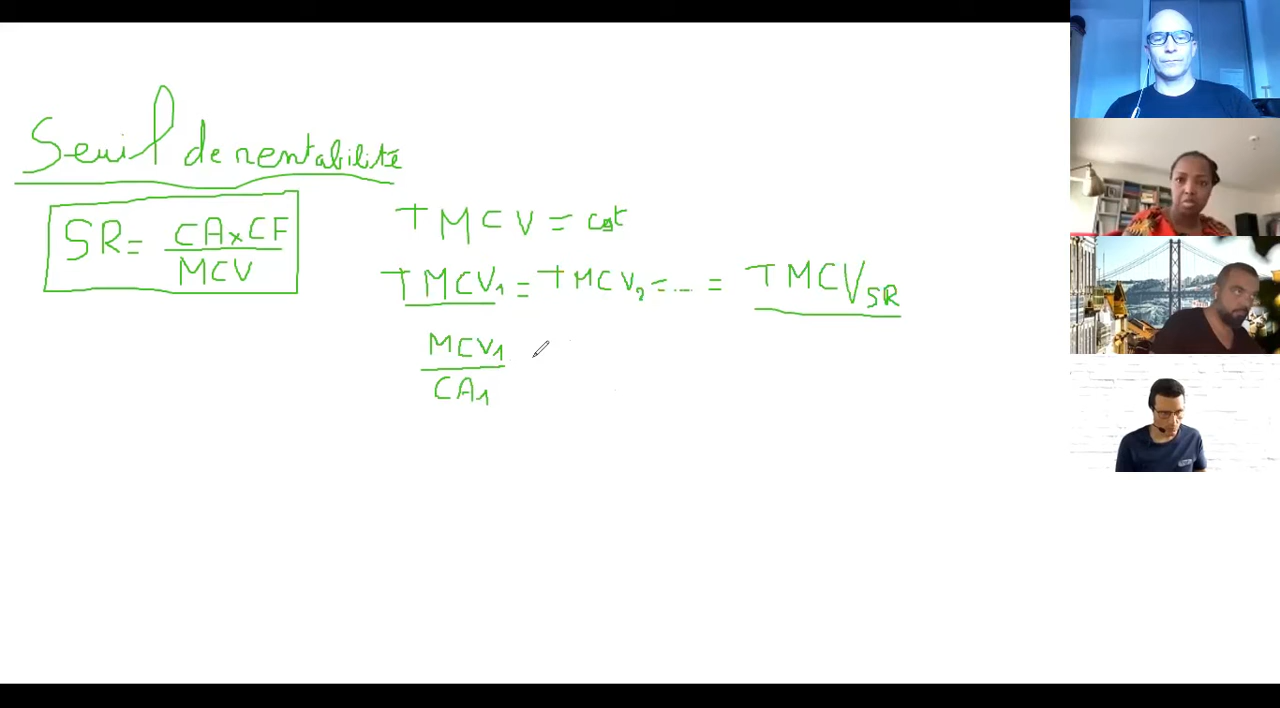 Seuil de rentabilité
SR = CA x CF / MCV
TMCV = cst
TMCV1 = TMCV2 = ... = TMCVSR
MCV1
CA1